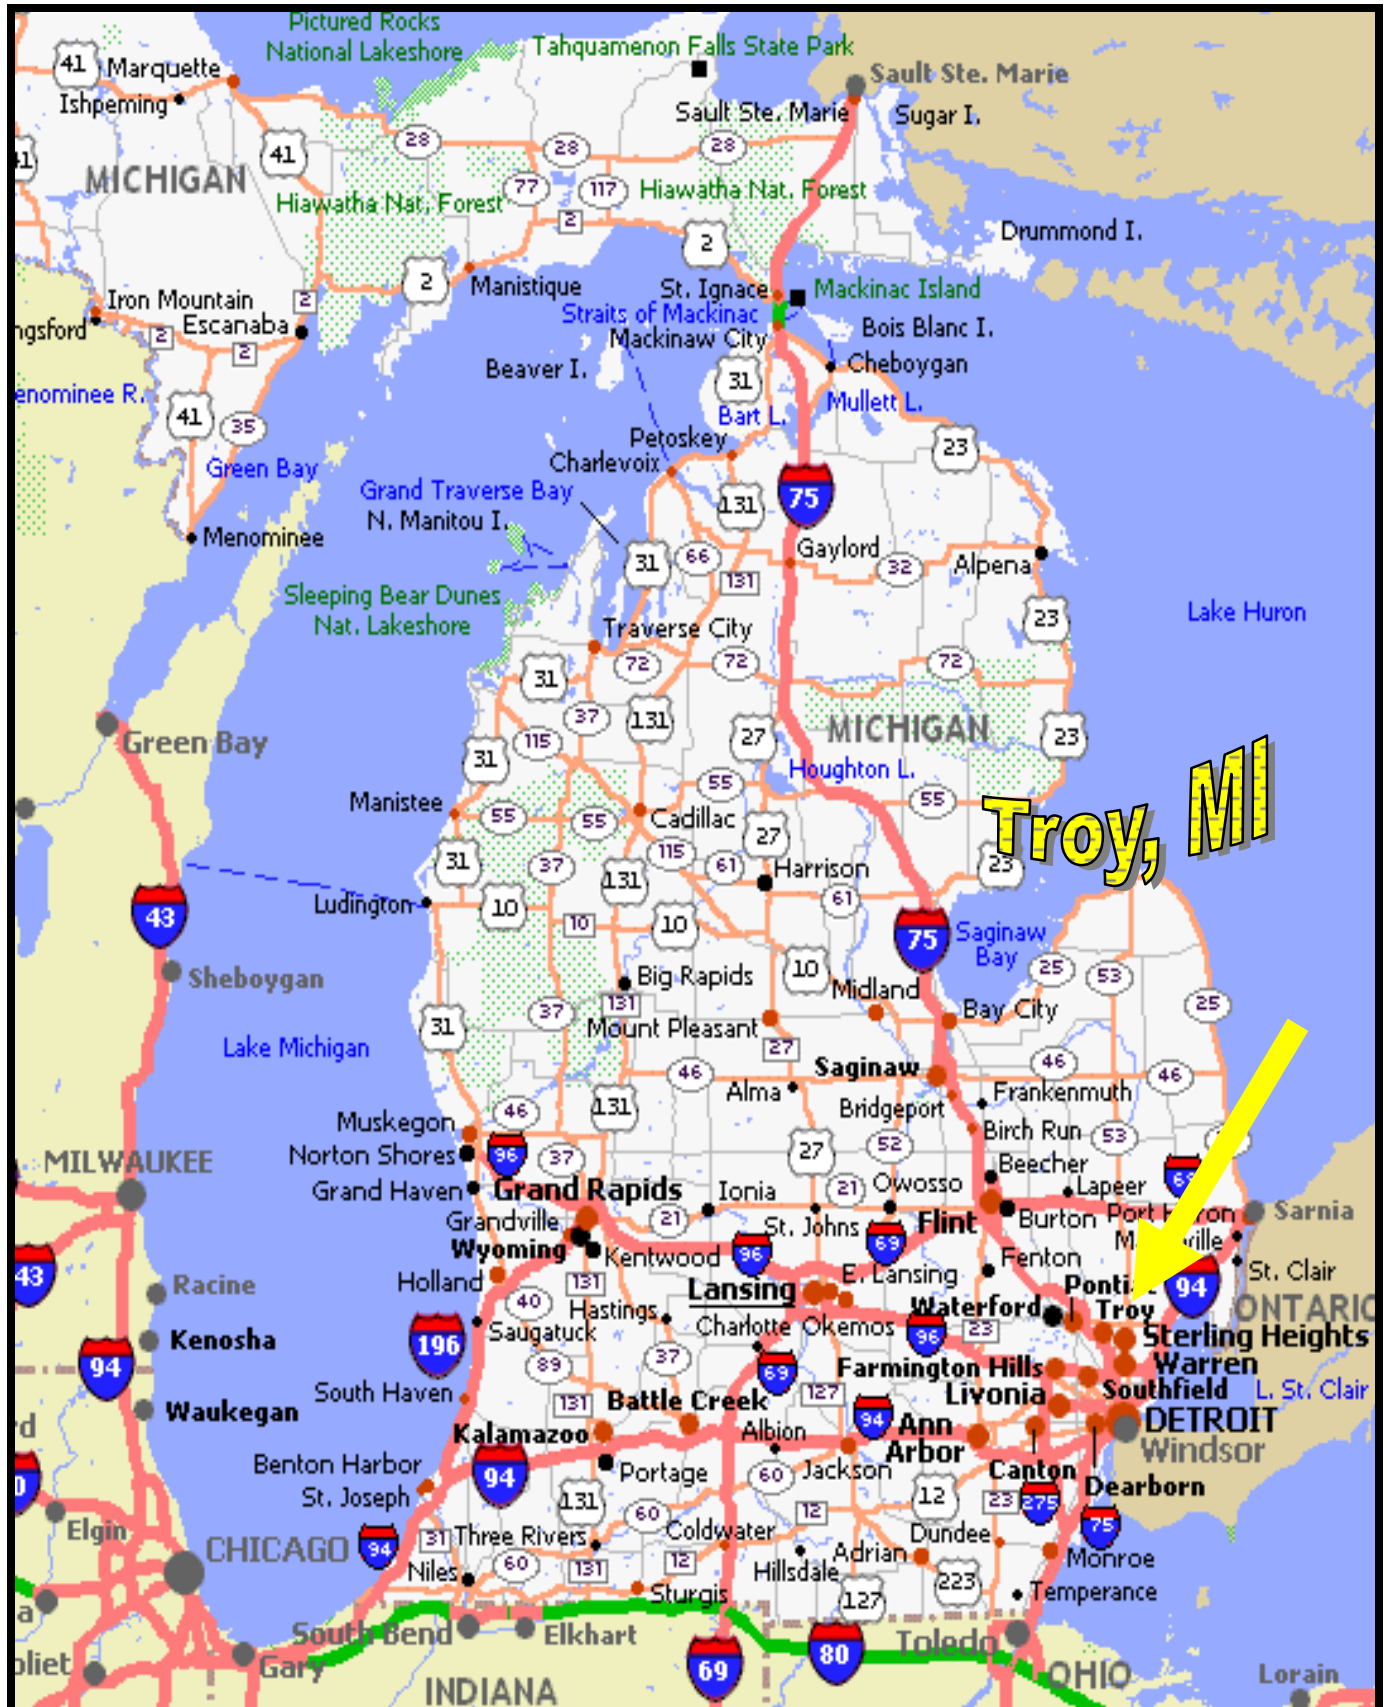 Pictured Rocks
National Lakeshore
Tahquamenon Falls State Park
41
Marquette
Sault Ste. Marie
Ishpeming
Sault Ste. Marie
Sugar I.
41
28
28
28
MICHIGAN
Hiawatha Nat. Forest
77
117
Hiawatha Nat. Forest
2
2
Drummond I.
2
Manistique
St. Ignace
Mackinac Island
Iron Mountain
2
Straits of Mackinac
Escanaba
Mackinaw City
Bois Blanc I.
2
2
Beaver I.
Cheboygan
31
Mullett L.
enominee R.
41
35
Bart L.
Petoskey
23
Green Bay
Charlevoix
Grand Traverse Bay
75
131
N. Manitou I.
Menominee
31
66
Gaylord
32
Alpena
131
Sleeping Bear Dunes
Nat. Lakeshore
23
Lake Huron
Traverse City
72
72
72
31
37
131
27
MICHIGAN
23
Green Bay
115
31
Houghton L.
Troy, MI
55
55
Manistee
55
55
Cadillac
27
115
61
31
37
131
Harrison
23
61
Ludington
10
10
10
43
75
Saginaw
Bay
Sheboygan
Big Rapids
10
25
53
Midland
131
37
25
31
Mount Pleasant
Bay City
Lake Michigan
27
46
46
46
Saginaw
Alma
Frankenmuth
46
131
Bridgeport
Muskegon
Birch Run
53
Norton Shores
96
37
27
52
MILWAUKEE
Beecher
Grand Haven
Grand Rapids
Ionia
21
Owosso
Lapeer
Grandville
21
St. Johns
Flint
Burton
Sarnia
Wyoming
Kentwood
96
69
Fenton
43
Holland
131
Lansing
E. Lansing
St. Clair
Racine
40
Hastings
94
Waterford
Troy
ONTARIO
Saugatuck
Charlotte
Okemos
96
23
Sterling Heights
Kenosha
196
89
37
69
Farmington Hills
Warren
94
South Haven
131
Battle Creek
127
Livonia
Southfield
L. St. Clair
Waukegan
Kalamazoo
Albion
94
Ann
Arbor
DETROIT
Windsor
Benton Harbor
94
Portage
60
Jackson
Canton
Dearborn
St. Joseph
131
12
12
23
275
60
75
Elgin
CHICAGO
94
31
Three Rivers
Coldwater
Dundee
60
131
12
Hillsdale
Adrian
Monroe
Niles
Sturgis
127
223
Temperance
South Bend
Elkhart
Toledo
Gary
69
80
OHIO
INDIANA
Lorain